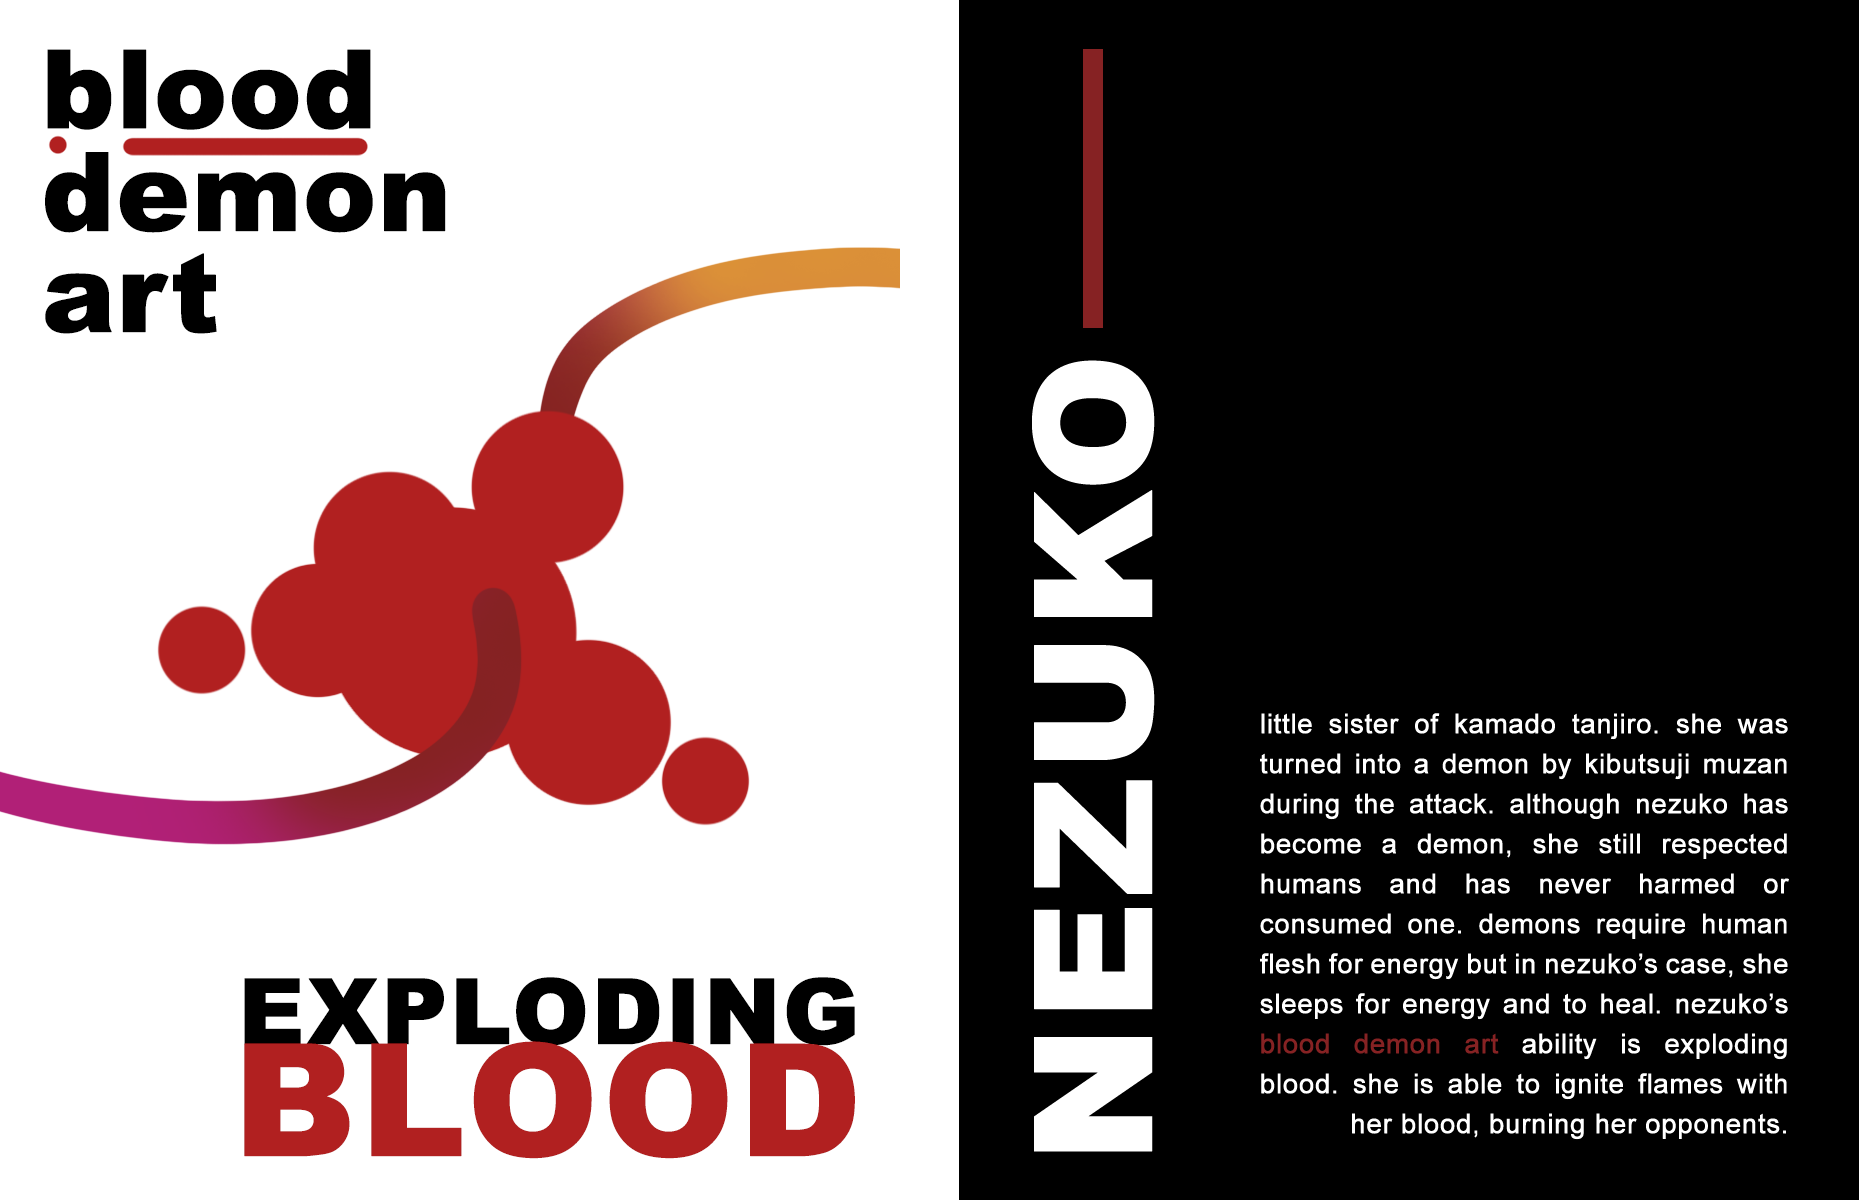 blood
demon
art
EXPLODING
BLOOD
NEZUKO
little sister of kamado tanjiro. she was
turned into a demon by kibutsuji muzan
during the attack. although nezuko has
become a demon, she still respected
humans and has never harmed or
consumed one. demons require human
flesh for energy but in nezuko’s case, she
sleeps for energy and to heal. nezuko’s
blood demon art ability is exploding
blood. she is able to ignite flames with
her blood, burning her opponents.